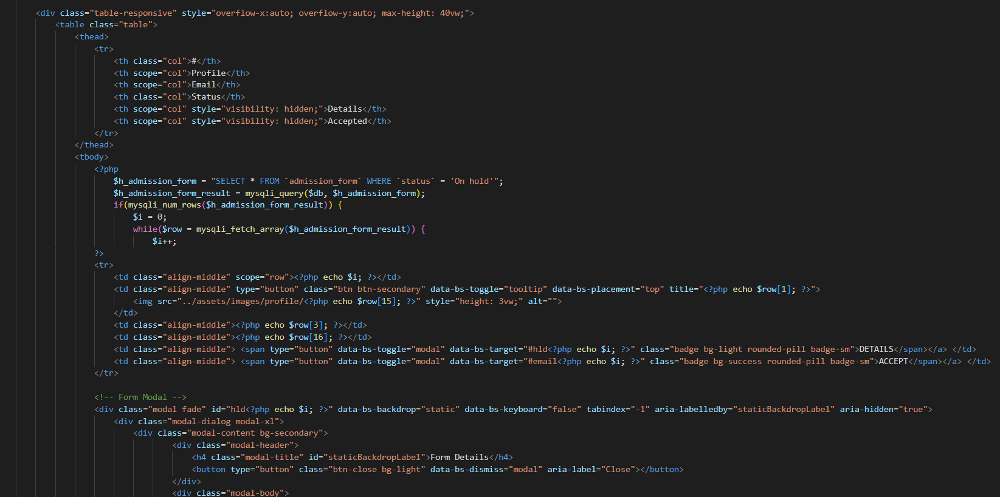 <div class="table-responsive" style="overflow-x:auto; overflow-y:auto; max-height: 40vw;">
<table class="table">
<thead>
<tr>
<th class="col">#</th>
<th scope="col">Profile</th>
<th scope="col">Email</th>
<th class="col">Status</th>
<th scope="col" style="visibility: hidden;">Details</th>
<th scope="col" style="visibility: hidden;">Accepted</th>
</tr>
</thead>
<tbody>
<?php
$h_admission_form = "SELECT * FROM `admission_form` WHERE `status` = 'On hold'";
$h_admission_form_result = mysqli_query($db, $h_admission_form);
if(mysqli_num_rows($h_admission_form_result)) {
$i = 0;
while($row = mysqli_fetch_array($h_admission_form_result)) {
$i++;
?>
<tr>
<td class="align-middle" scope="row"><?php echo $i; ?></td>
<td class="align-middle" type="button" class="btn btn-secondary" data-bs-toggle="tooltip" data-bs-placement="top" title="<?php echo $row[1]; ?>">
<img src="../assets/images/profile/<?php echo $row[15]; ?>" style="height: 3vw;" alt="">
</td>
<td class="align-middle"><?php echo $row[3]; ?></td>
<td class="align-middle"><?php echo $row[16]; ?></td>
<td class="align-middle"> <span type="button" data-bs-toggle="modal" data-bs-target="#hld<?php echo $i; ?>" class="badge bg-light rounded-pill badge-sm">DETAILS</span></a> </td>
<td class="align-middle"> <span type="button" data-bs-toggle="modal" data-bs-target="#email<?php echo $i; ?>" class="badge bg-success rounded-pill badge-sm">ACCEPT</span></a> </td>
</tr>
<!-- Form Modal -->
<div class="modal fade" id="hld<?php echo $i; ?>" data-bs-backdrop="static" data-bs-keyboard="false" tabindex="-1" aria-labelledby="staticBackdropLabel" aria-hidden="true">
<div class="modal-dialog modal-xl">
<div class="modal-content bg-secondary">
<div class="modal-header">
<h4 class="modal-title" id="staticBackdropLabel">Form Details</h4>
<button type="button" class="btn-close bg-light" data-bs-dismiss="modal" aria-label="Close"></button>
</div>
<div class="modal-body">